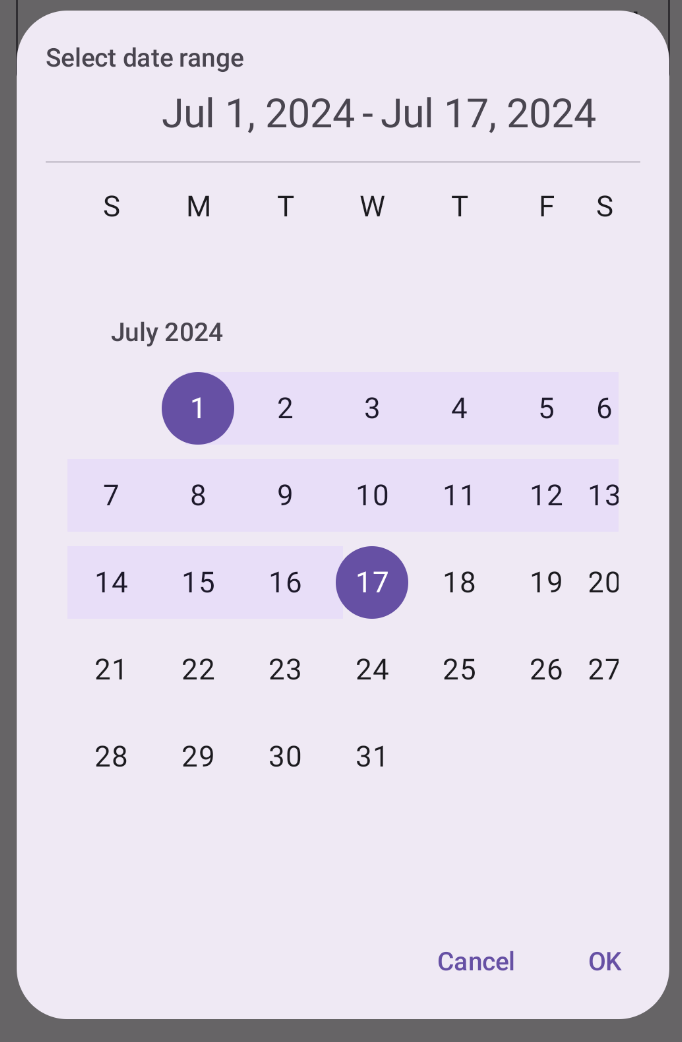 Select date range
Jul 1, 2024 - Jul 17, 2024
S M T W T F S
July 2024
1 2 3 4 5 6
7 8 9 10 11 12 13
14 15 16 17 18 19 20
21 22 23 24 25 26 27
28 29 30 31
Cancel OK